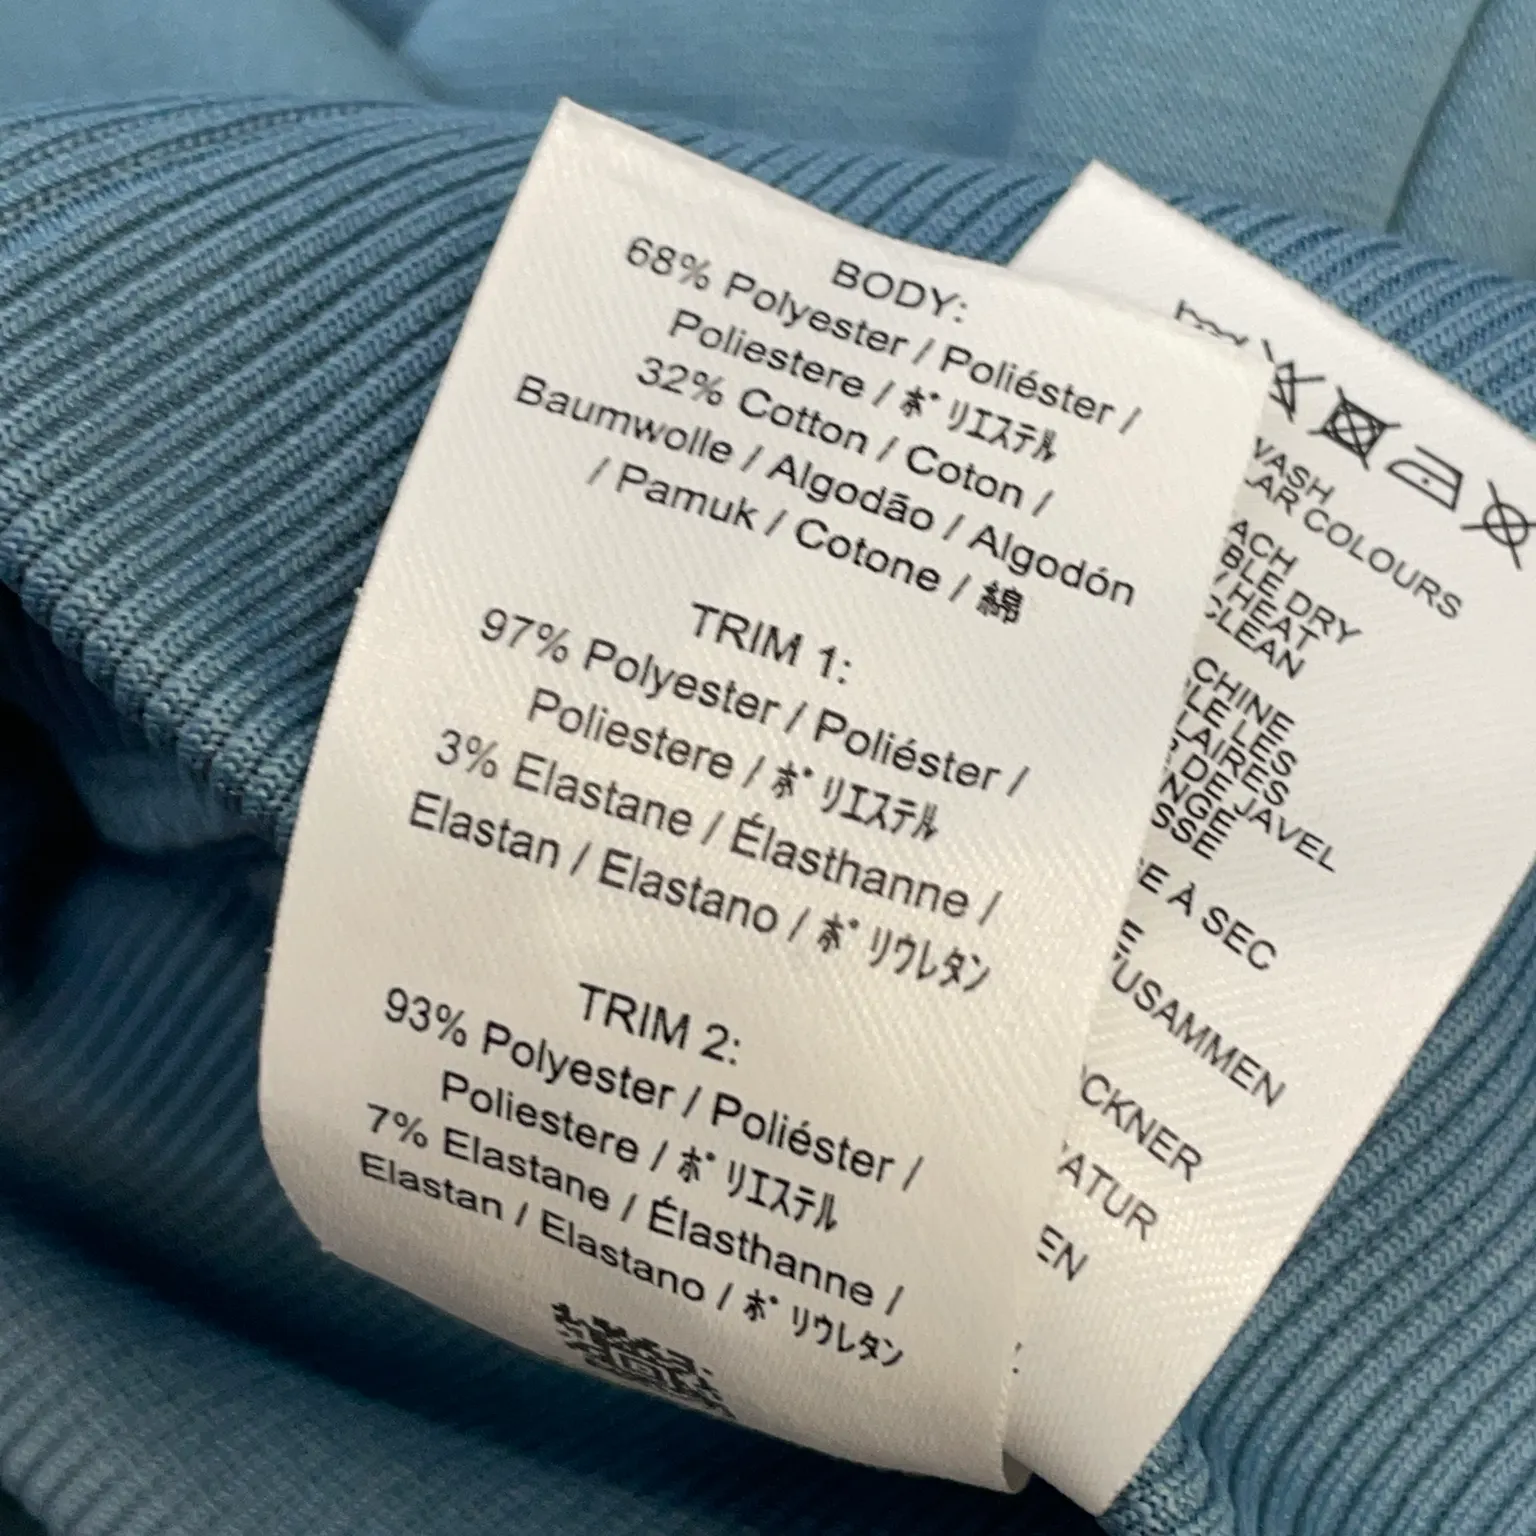 BODY:
68% Polyester / Poliéster /
Poliestere / ﾎﾟﾘｴｽﾃﾙ
32% Cotton / Coton /
Baumwolle / Algodão / Algodón
/ Pamuk / Cotone / 綿
TRIM 1:
97% Polyester / Poliéster /
Poliestere / ﾎﾟﾘｴｽﾃﾙ
3% Elastane / Élasthanne /
Elastan / Elastano / ﾎﾟﾘｳﾚﾀﾝ
TRIM 2:
93% Polyester / Poliéster /
Poliestere / ﾎﾟﾘｴｽﾃﾙ
7% Elastane / Élasthanne /
Elastan / Elastano / ﾎﾟﾘｳﾚﾀﾝ
WASH
LAR COLOURS
ACH
BLE DRY
HEAT
CLEAN
CHINE
LE LES
LAIRES
DE JAVEL
NGE
SSE
E À SEC
E
USAMMEN
CKNER
ATUR
EN